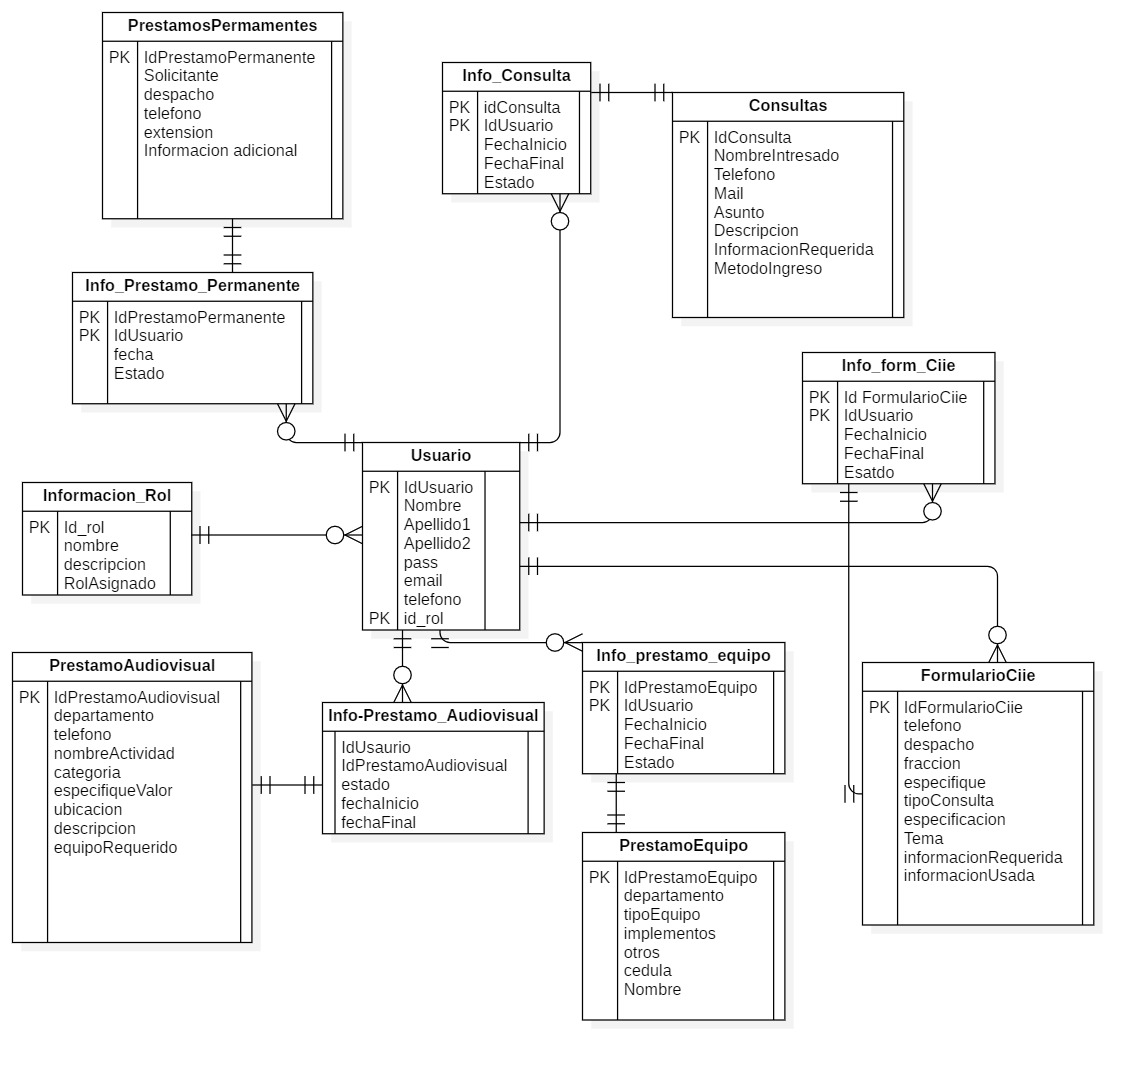 PrestamosPermamentes
PK IdPrestamoPermanente
Solicitante
despacho
telefono
extension
Informacion adicional
Info_Consulta
PK idConsulta
PK IdUsuario
FechaInicio
FechaFinal
Estado
Consultas
PK IdConsulta
NombreIntresado
Telefono
Mail
Asunto
Descripcion
InformacionRequerida
MetodoIngreso
Info_Prestamo_Permanente
PK IdPrestamoPermanente
PK IdUsuario
fecha
Estado
Info_form_Ciie
PK Id FormularioCiie
PK IdUsuario
FechaInicio
FechaFinal
Esatdo
Usuario
PK IdUsuario
Nombre
Apellido1
Apellido2
pass
email
telefono
PK id_rol
Informacion_Rol
PK Id_rol
nombre
descripcion
RolAsignado
PrestamoAudiovisual
PK IdPrestamoAudiovisual
departamento
telefono
nombreActividad
categoria
especifiqueValor
ubicacion
descripcion
equipoRequerido
Info-Prestamo_Audiovisual
IdUsaurio
IdPrestamoAudiovisual
estado
fechaInicio
fechaFinal
Info_prestamo_equipo
PK IdPrestamoEquipo
PK IdUsuario
FechaInicio
FechaFinal
Estado
FormularioCiie
PK IdFormularioCiie
telefono
despacho
fraccion
especifique
tipoConsulta
especificacion
Tema
informacionRequerida
informacionUsada
PrestamoEquipo
PK IdPrestamoEquipo
departamento
tipoEquipo
implementos
otros
cedula
Nombre